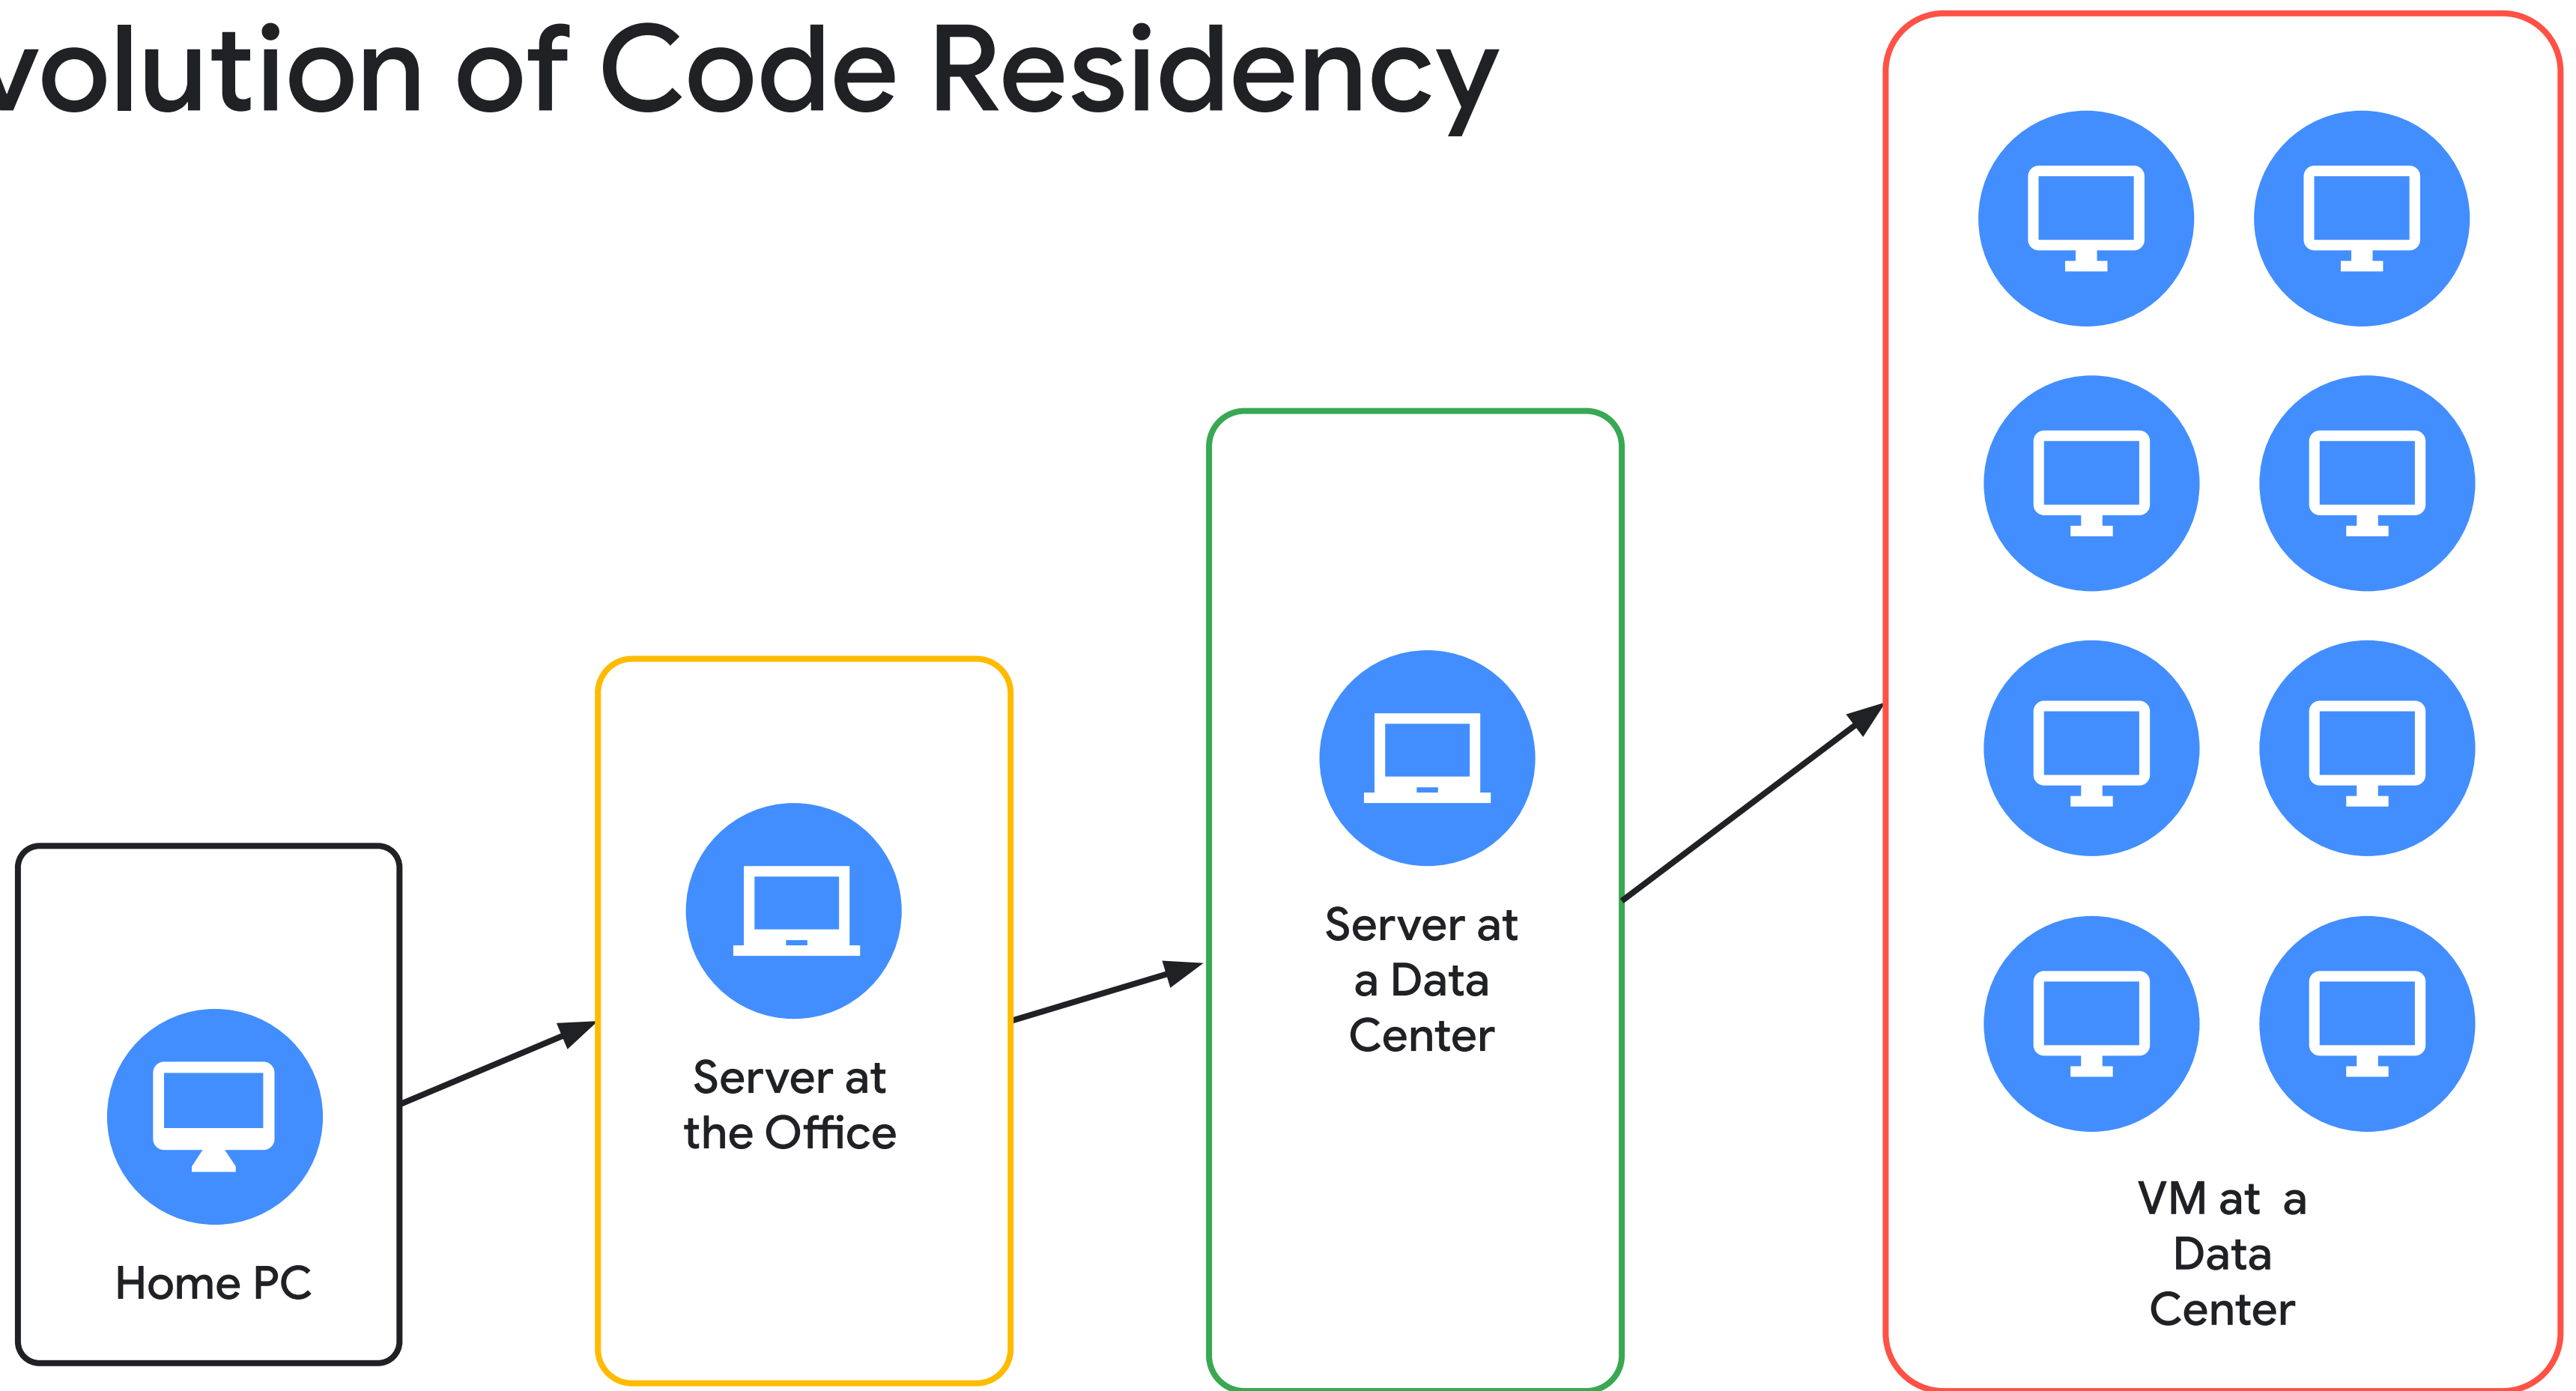 volution of Code Residency
Home PC
Server at
the Office
Server at
a Data
Center
VM at a
Data
Center